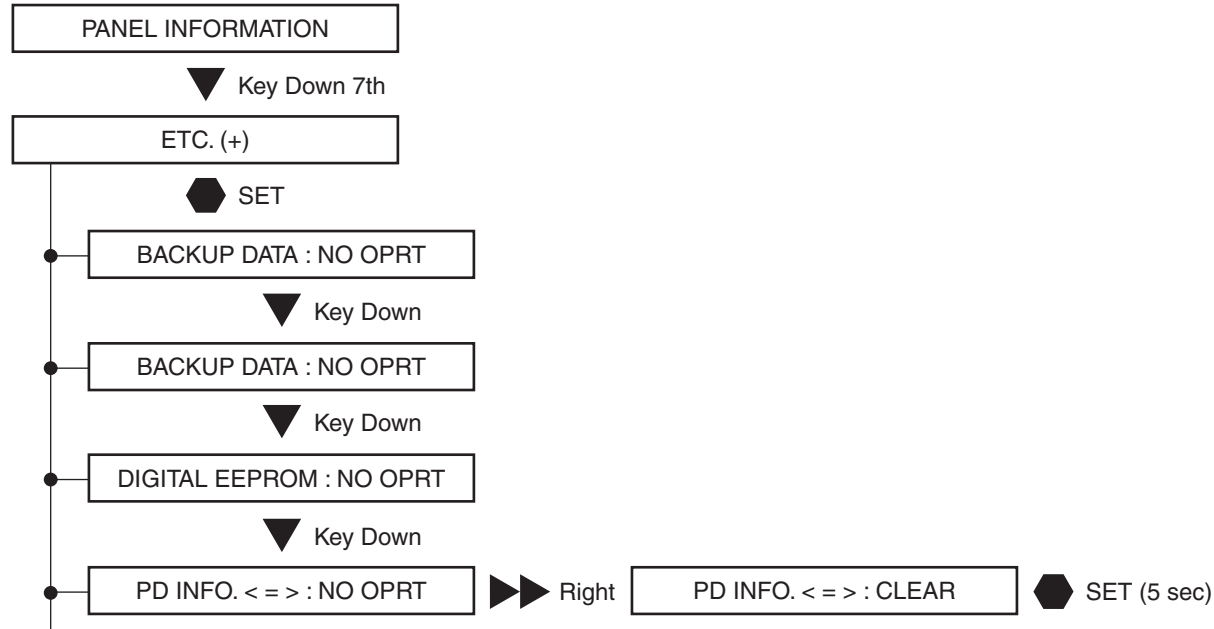 PANEL INFORMATION
Key Down 7th
ETC. (+)
SET
BACKUP DATA : NO OPRT
Key Down
BACKUP DATA : NO OPRT
Key Down
DIGITAL EEPROM : NO OPRT
Key Down
PD INFO. < = > : NO OPRT Right PD INFO. < = > : CLEAR SET (5 sec)